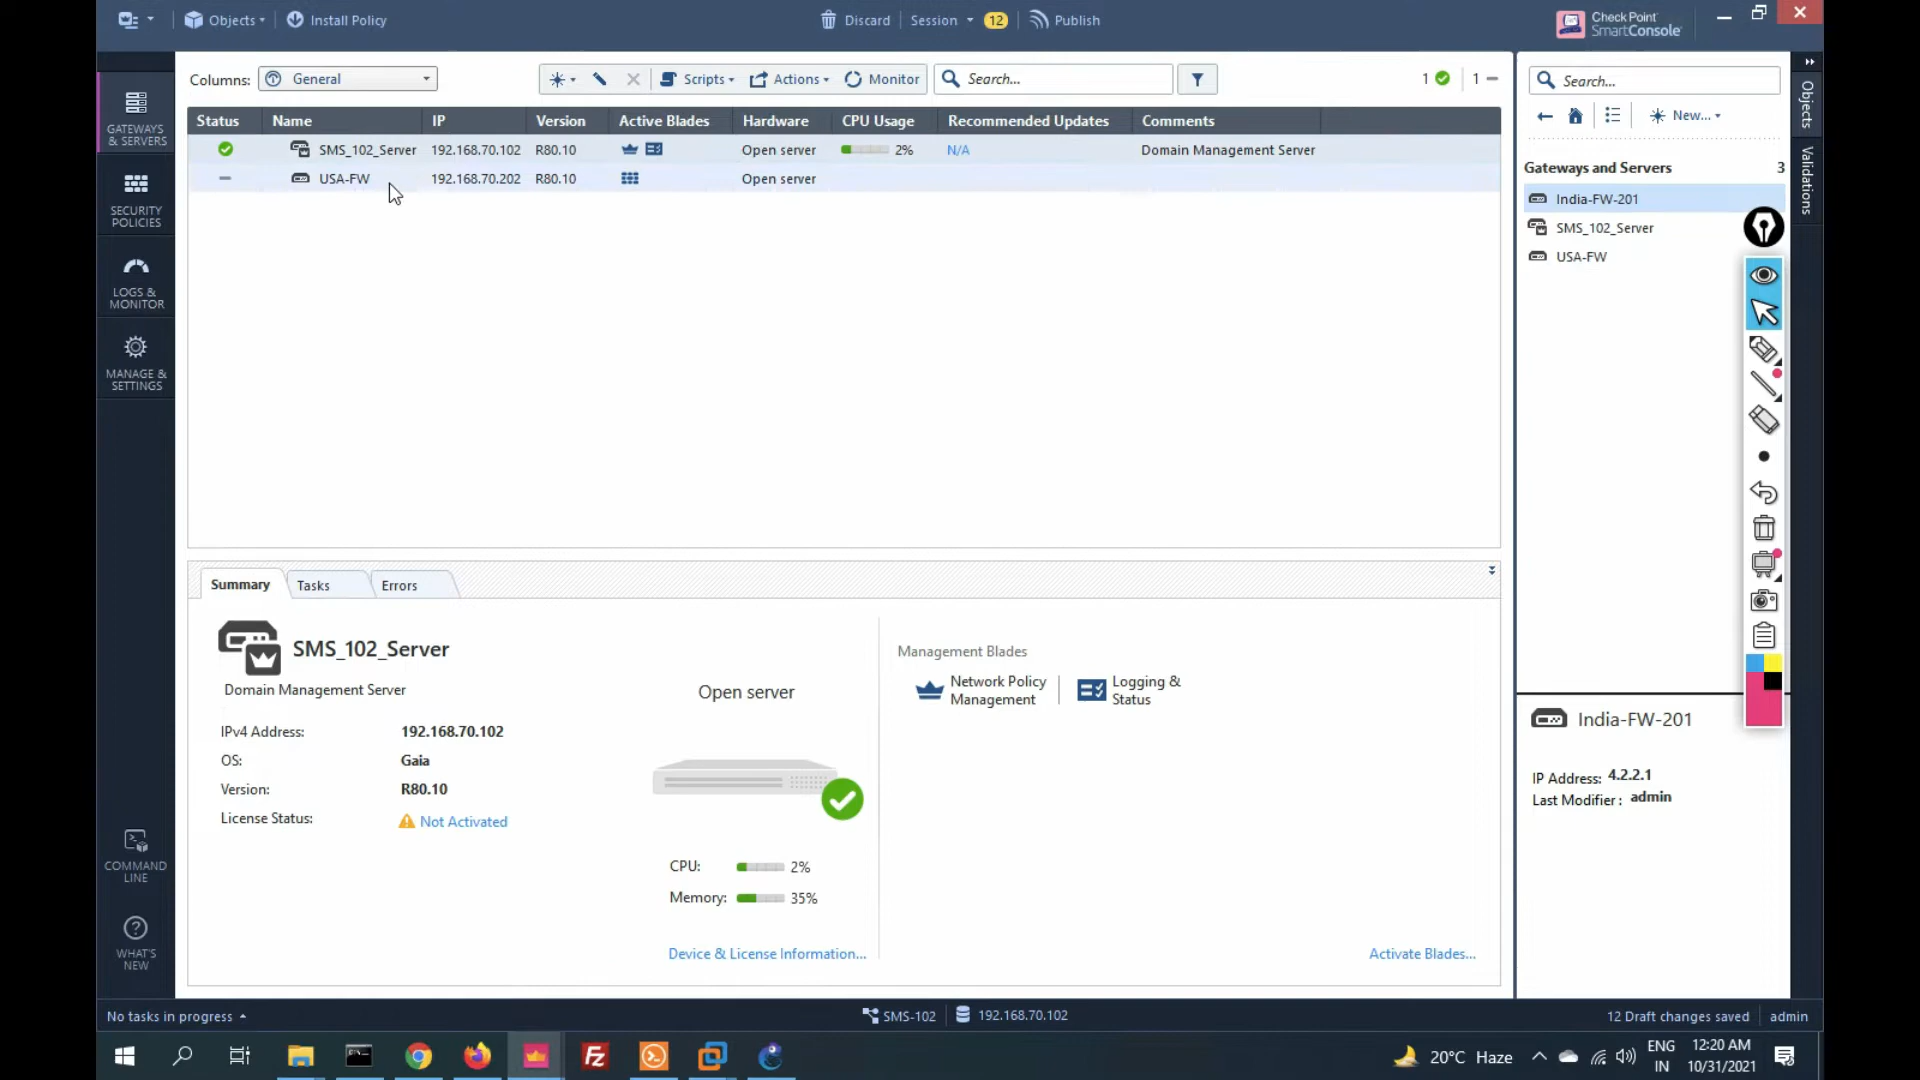 Objects
Install Policy
Discard
Session
12
Publish
Check Point
SmartConsole
GATEWAYS
& SERVERS
SECURITY
POLICIES
LOGS &
MONITOR
MANAGE &
SETTINGS
COMMAND
LINE
WHAT'S
NEW
Columns:
General
Scripts
Actions
Monitor
Search...
1
1
Status Name IP Version Active Blades Hardware CPU Usage Recommended Updates Comments
SMS_102_Server 192.168.70.102 R80.10 Open server 2% N/A Domain Management Server
USA-FW 192.168.70.202 R80.10 Open server
Summary
Tasks
Errors
SMS_102_Server
Domain Management Server
IPv4 Address: 192.168.70.102
OS: Gaia
Version: R80.10
License Status: Not Activated
Open server
CPU: 2%
Memory: 35%
Device & License Information...
Management Blades
Network Policy
Management
Logging &
Status
Activate Blades...
Search...
New...
Gateways and Servers 3
India-FW-201
SMS_102_Server
USA-FW
India-FW-201
IP Address: 4.2.2.1
Last Modifier: admin
Objects
Validations
No tasks in progress
SMS-102
192.168.70.102
12 Draft changes saved
admin
20°C Haze
ENG
IN
12:20 AM
10/31/2021